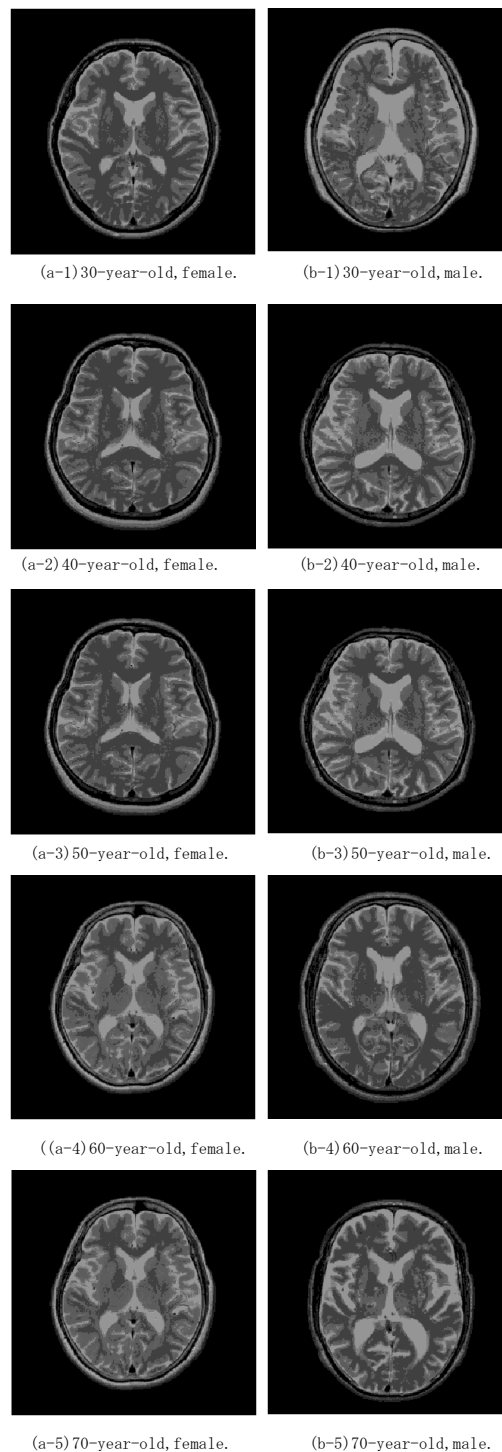 (a-1)30-year-old,female.
(b-1)30-year-old,male.
(a-2)40-year-old,female.
(b-2)40-year-old,male.
(a-3)50-year-old,female.
(b-3)50-year-old,male.
((a-4)60-year-old,female.
(b-4)60-year-old,male.
(a-5)70-year-old,female.
(b-5)70-year-old,male.